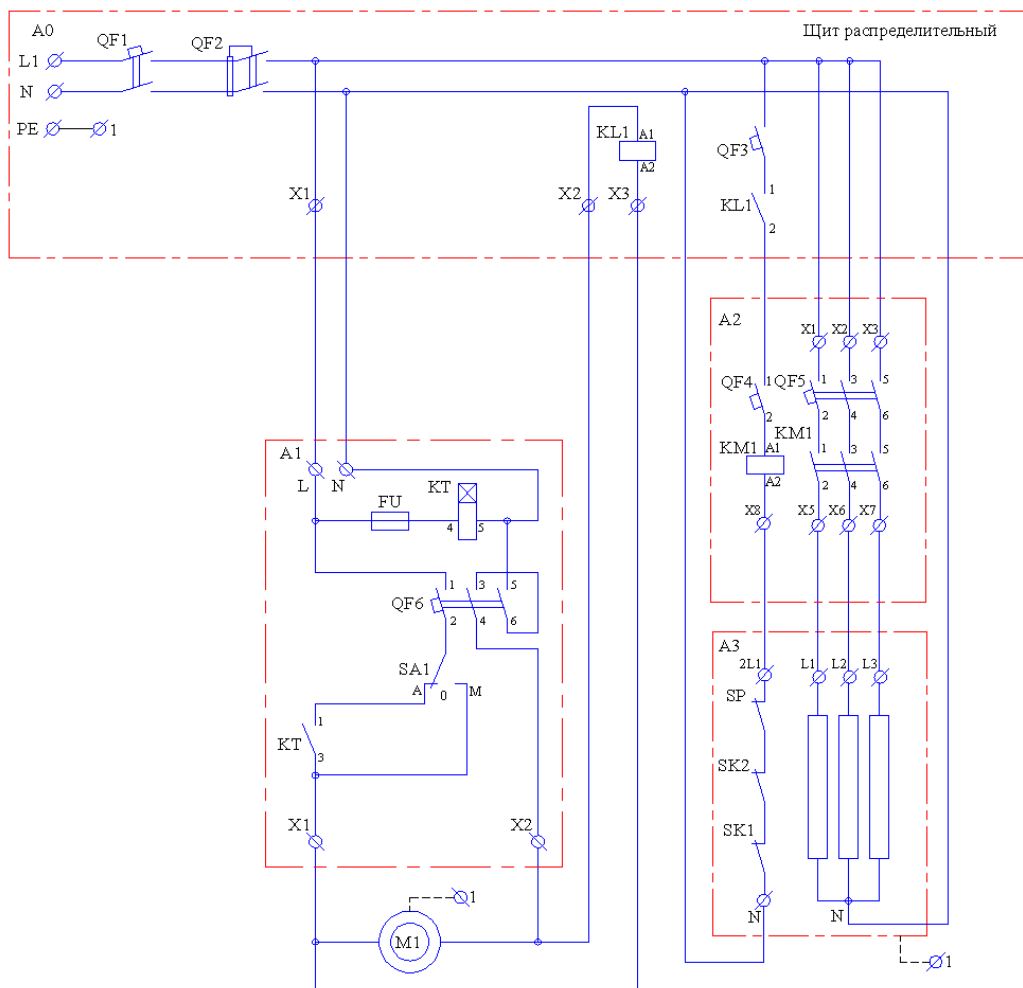 A0
Щит распределительный
QF1
QF2
L1
N
PE
1
KL1
A1
A2
QF3
X1
X2
X3
KL1
1
2
A2
X1
X2
X3
QF4
1
2
QF5
1
3
5
2
4
6
KM1
A1
A2
KM1
1
3
5
2
4
6
X8
X5
X6
X7
A1
L
N
FU
KT
4
5
QF6
1
3
5
2
4
6
SA1
A
0
M
KT
1
3
X1
X2
A3
2L1
L1
L2
L3
SP
SK2
SK1
N
N
1
M1
1